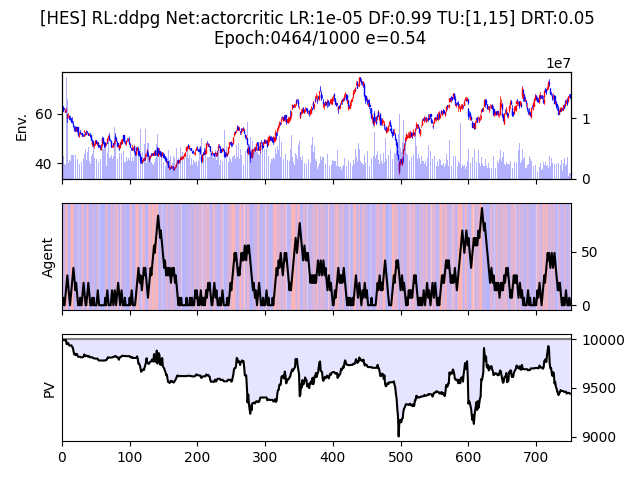 [HES] RL:ddpg Net:actorcritic LR:1e-05 DF:0.99 TU:[1,15] DRT:0.05
Epoch:0464/1000 e=0.54
1e7
Env.
60
40
1
0
Agent
50
0
PV
10000
9500
9000
0 100 200 300 400 500 600 700